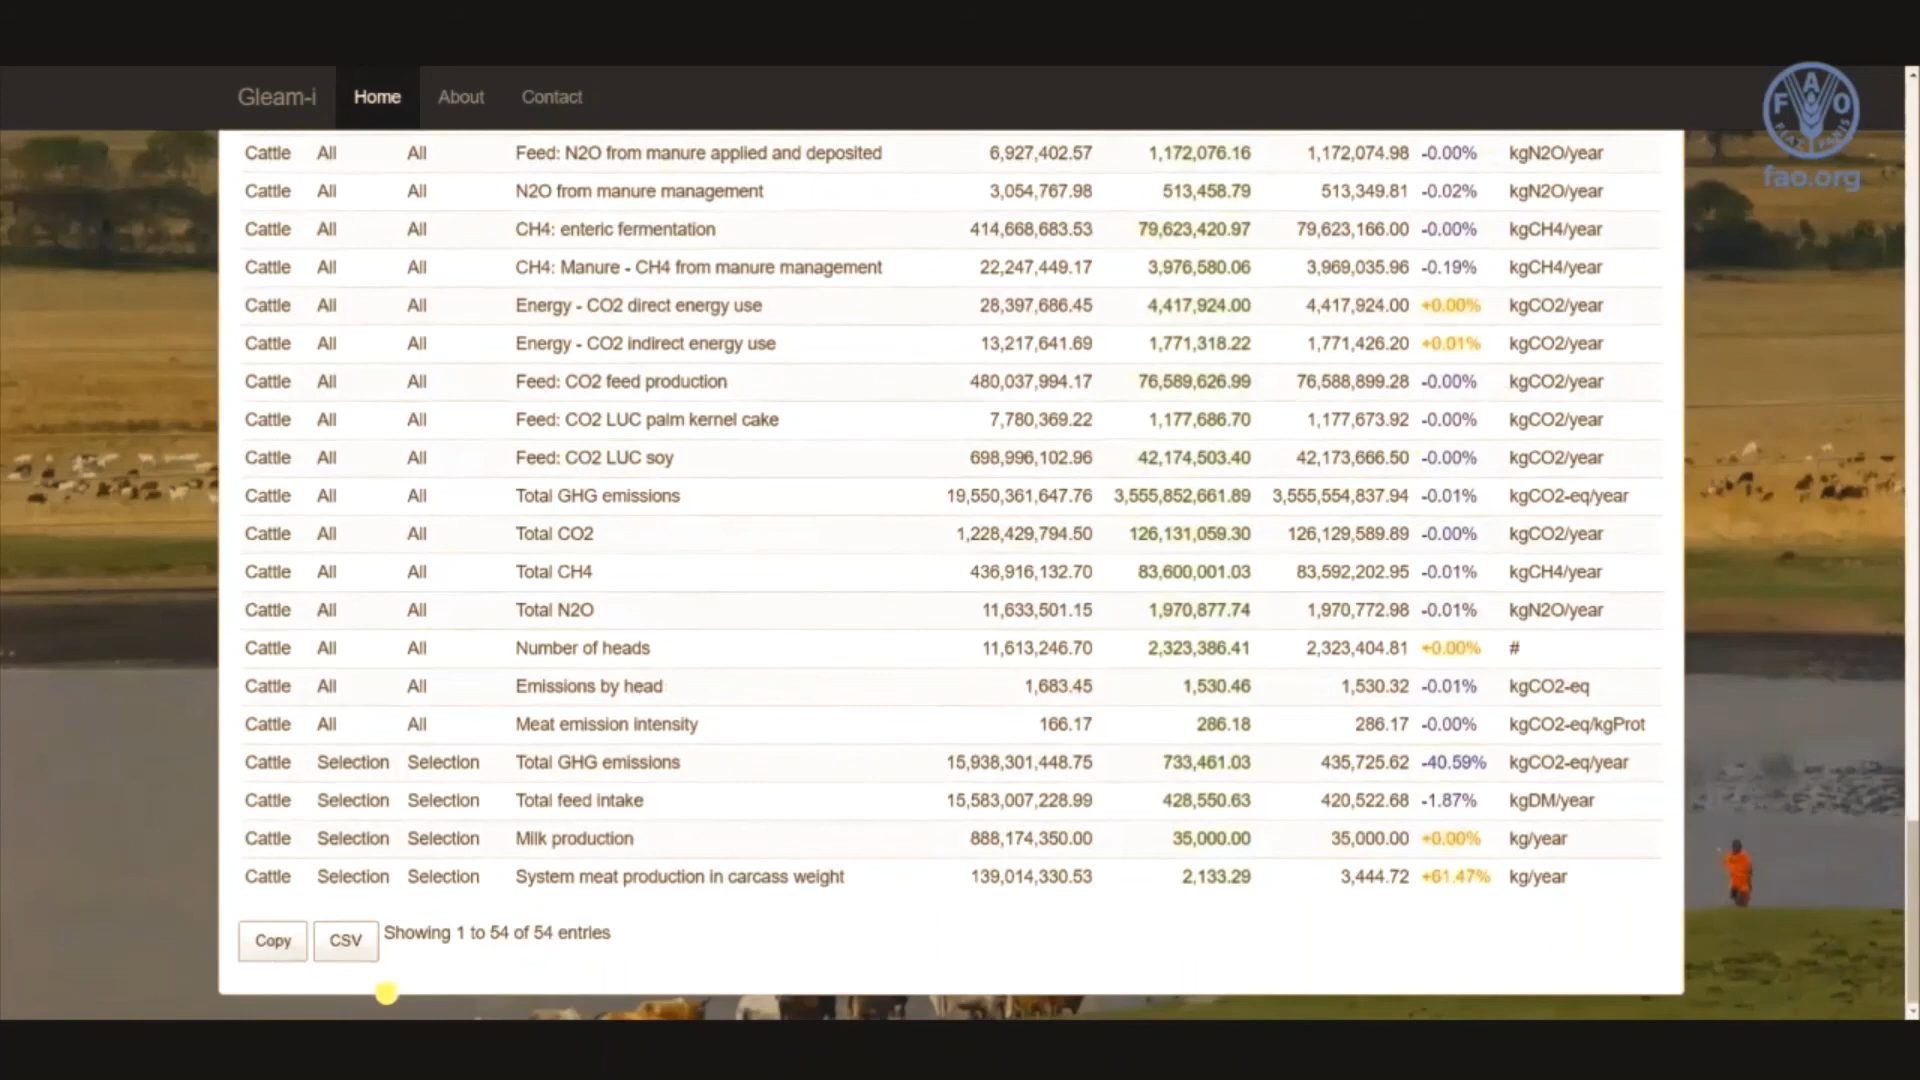 Gleam-i Home About Contact
FAO
FIAT PANIS
fao.org
Cattle All All Feed: N2O from manure applied and deposited 6,927,402.57 1,172,076.16 1,172,074.98 -0.00% kgN2O/year
Cattle All All N2O from manure management 3,054,767.98 513,458.79 513,349.81 -0.02% kgN2O/year
Cattle All All CH4: enteric fermentation 414,668,683.53 79,623,420.97 79,623,166.00 -0.00% kgCH4/year
Cattle All All CH4: Manure - CH4 from manure management 22,247,449.17 3,976,580.06 3,969,035.96 -0.19% kgCH4/year
Cattle All All Energy - CO2 direct energy use 28,397,686.45 4,417,924.00 4,417,924.00 +0.00% kgCO2/year
Cattle All All Energy - CO2 indirect energy use 13,217,641.69 1,771,318.22 1,771,426.20 +0.01% kgCO2/year
Cattle All All Feed: CO2 feed production 480,037,994.17 76,589,626.99 76,588,899.28 -0.00% kgCO2/year
Cattle All All Feed: CO2 LUC palm kernel cake 7,780,369.22 1,177,686.70 1,177,673.92 -0.00% kgCO2/year
Cattle All All Feed: CO2 LUC soy 698,996,102.96 42,174,503.40 42,173,666.50 -0.00% kgCO2/year
Cattle All All Total GHG emissions 19,550,361,647.76 3,555,852,661.89 3,555,554,837.94 -0.01% kgCO2-eq/year
Cattle All All Total CO2 1,228,429,794.50 126,131,059.30 126,129,589.89 -0.00% kgCO2/year
Cattle All All Total CH4 436,916,132.70 83,600,001.03 83,592,202.95 -0.01% kgCH4/year
Cattle All All Total N2O 11,633,501.15 1,970,877.74 1,970,772.98 -0.01% kgN2O/year
Cattle All All Number of heads 11,613,246.70 2,323,386.41 2,323,404.81 +0.00% #
Cattle All All Emissions by head 1,683.45 1,530.46 1,530.32 -0.01% kgCO2-eq
Cattle All All Meat emission intensity 166.17 286.18 286.17 -0.00% kgCO2-eq/kgProt
Cattle Selection Selection Total GHG emissions 15,938,301,448.75 733,461.03 435,725.62 -40.59% kgCO2-eq/year
Cattle Selection Selection Total feed intake 15,583,007,228.99 428,550.63 420,522.68 -1.87% kgDM/year
Cattle Selection Selection Milk production 888,174,350.00 35,000.00 35,000.00 +0.00% kg/year
Cattle Selection Selection System meat production in carcass weight 139,014,330.53 2,133.29 3,444.72 +61.47% kg/year
Copy CSV Showing 1 to 54 of 54 entries